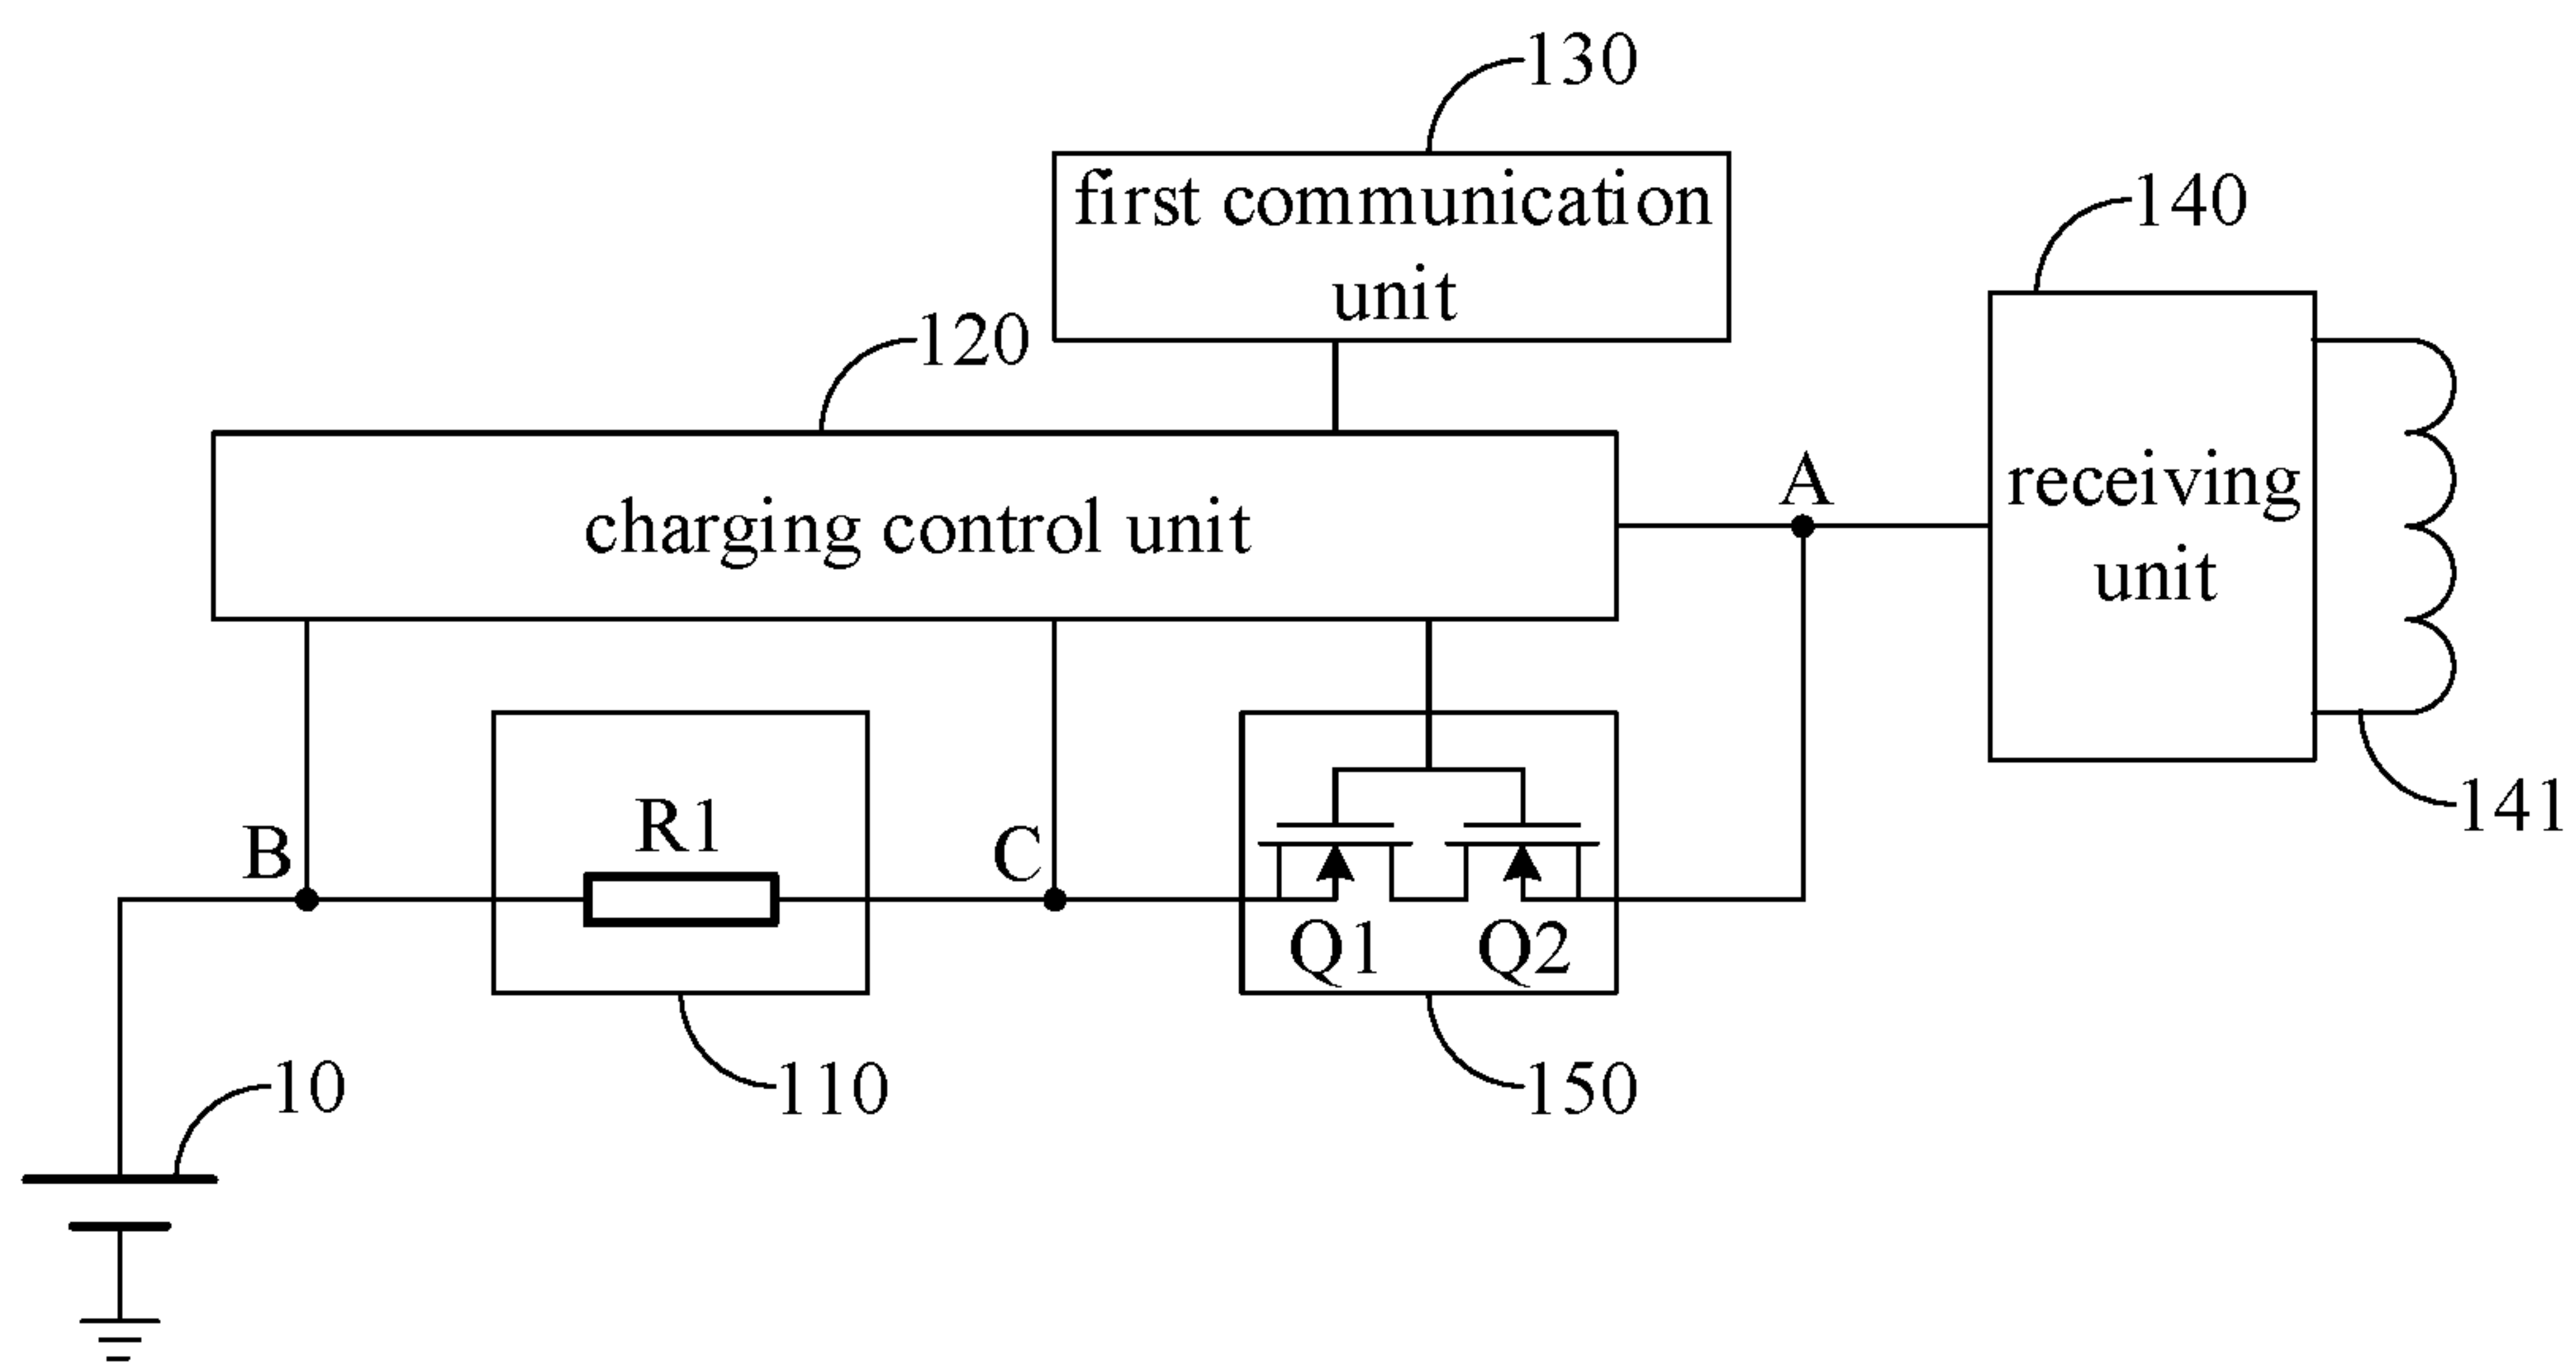 130
first communication
unit
140
120
charging control unit
A
receiving
unit
141
B
R1
C
Q1
Q2
10
110
150